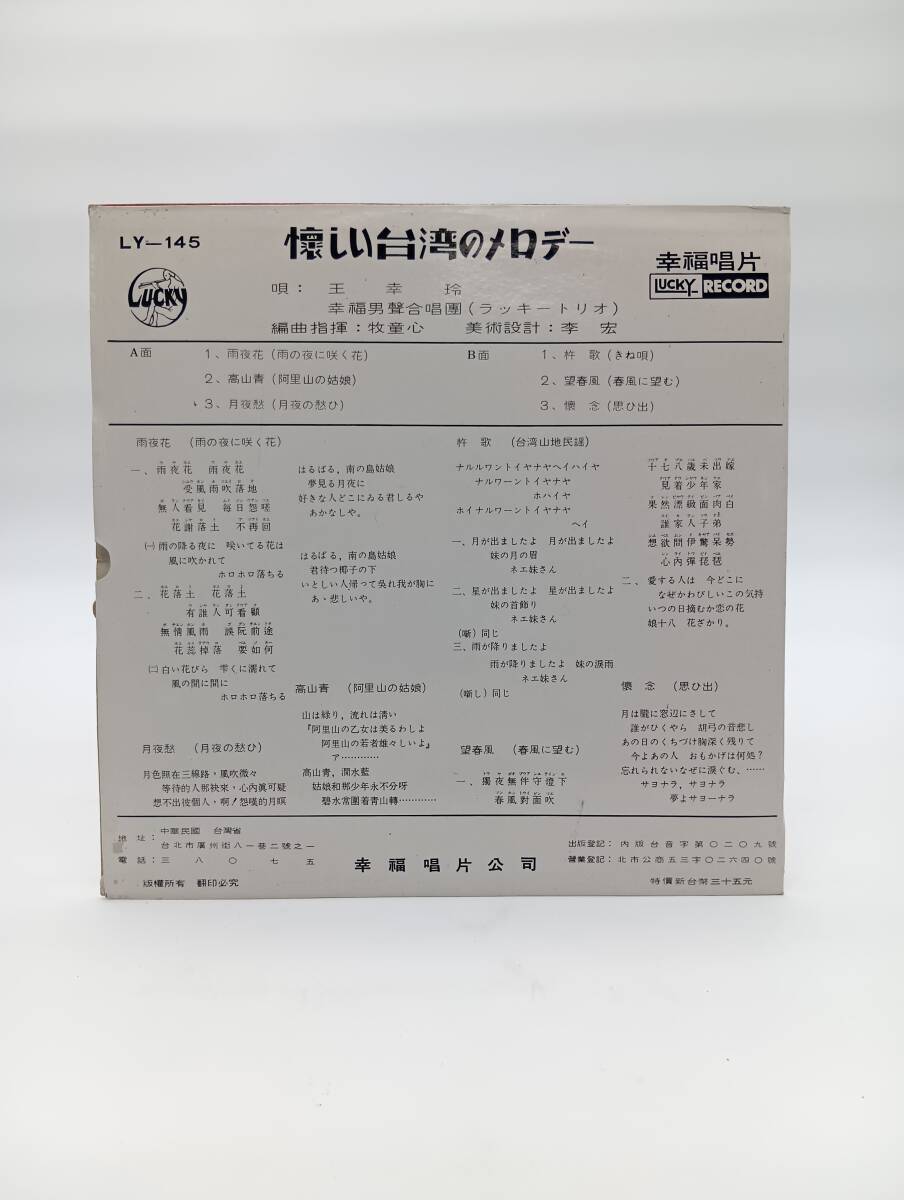 LY—145
懷しい台湾のメロデー
幸福唱片
LUCKY
LUCKY RECORD
唄：王幸玲
幸福男聲合唱團(ラッキートリオ)
編曲指揮：牧童心 美術設計：李宏
A面
1、雨夜花(雨の夜に咲く花)
2、高山青(阿里山の姑娘)
3、月夜愁(月夜の愁ひ)
B面
1、杵歌(きね唄)
2、望春風(春風に望む)
3、懷念(思ひ出)
雨夜花(雨の夜に咲く花)
一、雨夜花 雨夜花
受風雨吹落地
無人看見 每日怨嗟
花謝落土 不再回
㈠雨の降る夜に 咲いてる花は
風に吹かれて
ホロホロ落ちる
二、花落土 花落土
有誰人可看顧
無情風雨 誤阮前途
花蕊掉落 要如何
㈡白い花びら 雫くに濡れて
風の間に間に
ホロホロ落ちる
月夜愁 (月夜の愁ひ)
月色照在三線路，風吹微々
等待的人那袂來，心內眞可疑
想不出彼個人，啊！怨嘆的月暝
はるばる，南の島姑娘
夢見る月夜に
好きな人どこにゐる君しるや
あかなしや。
はるばる，南の島姑娘
君待つ椰子の下
いとしい人帰って吳れ我が胸に
あ・悲しいや。
高山青 (阿里山の姑娘)
山は綠り，流れは清い
『阿里山の乙女は美るわしよ
阿里山の若者雄々しいよ』
ア…………
高山青，澗水藍
姑娘和那少年永不分呀
碧水常圍着青山轉…………
杵歌 (台湾山地民謡)
ナルルワントイヤナヤヘイハイヤ
ナルルワーントイヤナヤ
ホハイヤ
ホイナルルワーントイヤナヤ
ヘイ
一、月が出ましたよ 月が出ましたよ
妹の月の眉
ネエ妹さん
二、星が出ましたよ 星が出ましたよ
妹の首飾り
ネエ妹さん
(囃)同じ
三、雨が降りましたよ
雨が降りましたよ 妹の淚雨
ネエ妹さん
(囃し)同じ
望春風 (春風に望む)
一、獨夜無伴守燈下
春風對面吹
十七八歲未出嫁
見着少年家
果然漂緻面肉白
誰家人子弟
想欲問伊驚呆勢
心內彈琵琶
二、愛する人は 今どこに
なぜかわびしいこの気持
いつの日摘むか恋の花
娘十八 花ざかり。
懷念 (思ひ出)
月は朧に窓辺にさして
誰がひくやら 胡弓の音悲し
あの日のくちづけ胸深く残りて
今よあの人 おもかげは何処？
忘れられないなぜに淚ぐむ、……
サヨナラ，サヨナラ
夢よサヨーナラ
地址：中華民國 台灣省
台北市廣州街八一巷二號之一
電話：三八〇七五
版權所有 翻印必究
幸福唱片公司
出版登記：內版台音字第〇二〇九號
營業登記：北市公商五三字〇二六四〇號
特價新台幣三十五元